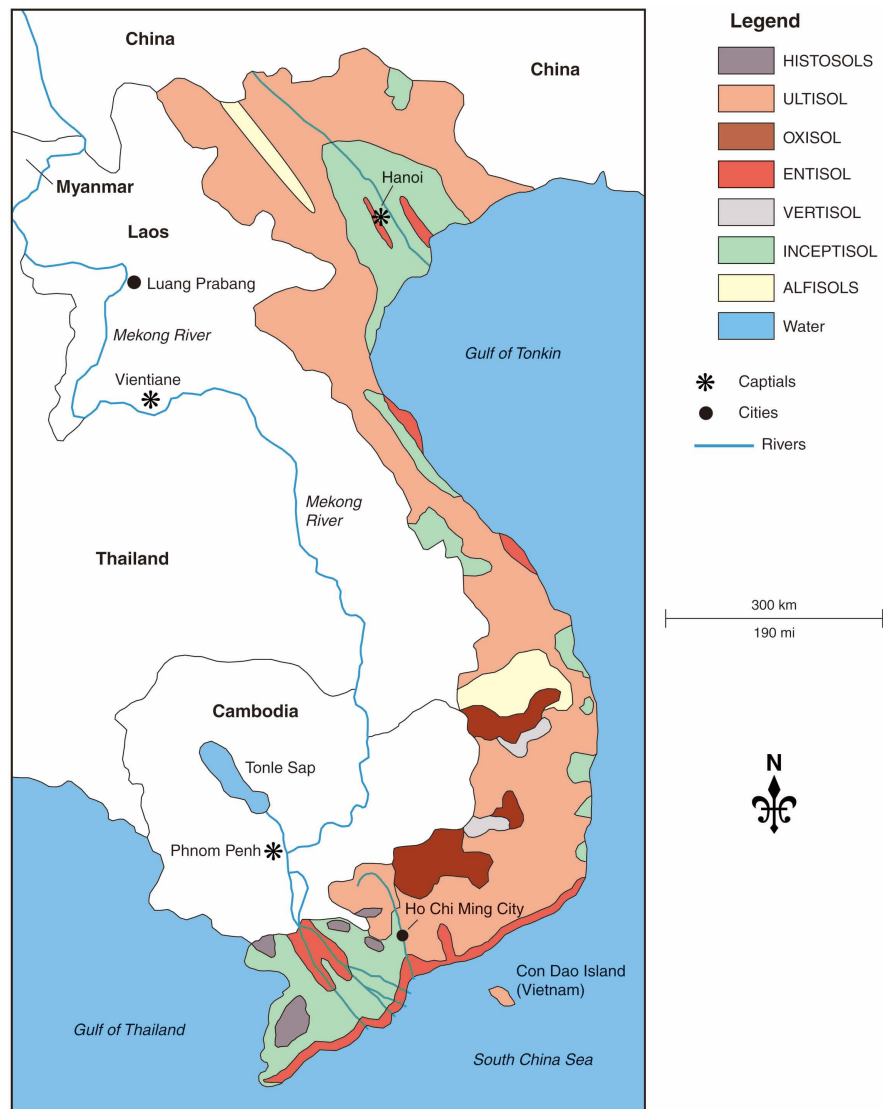 China
China
Myanmar
Laos
Hanoi
Luang Prabang
Mekong River
Vientiane
Gulf of Tonkin
Mekong
River
Thailand
Cambodia
Tonle Sap
Phnom Penh
Ho Chi Ming City
Con Dao Island
(Vietnam)
Gulf of Thailand
South China Sea
Legend
HISTOSOLS
ULTISOL
OXISOL
ENTISOL
VERTISOL
INCEPTISOL
ALFISOLS
Water
Captials
Cities
Rivers
300 km
190 mi
N